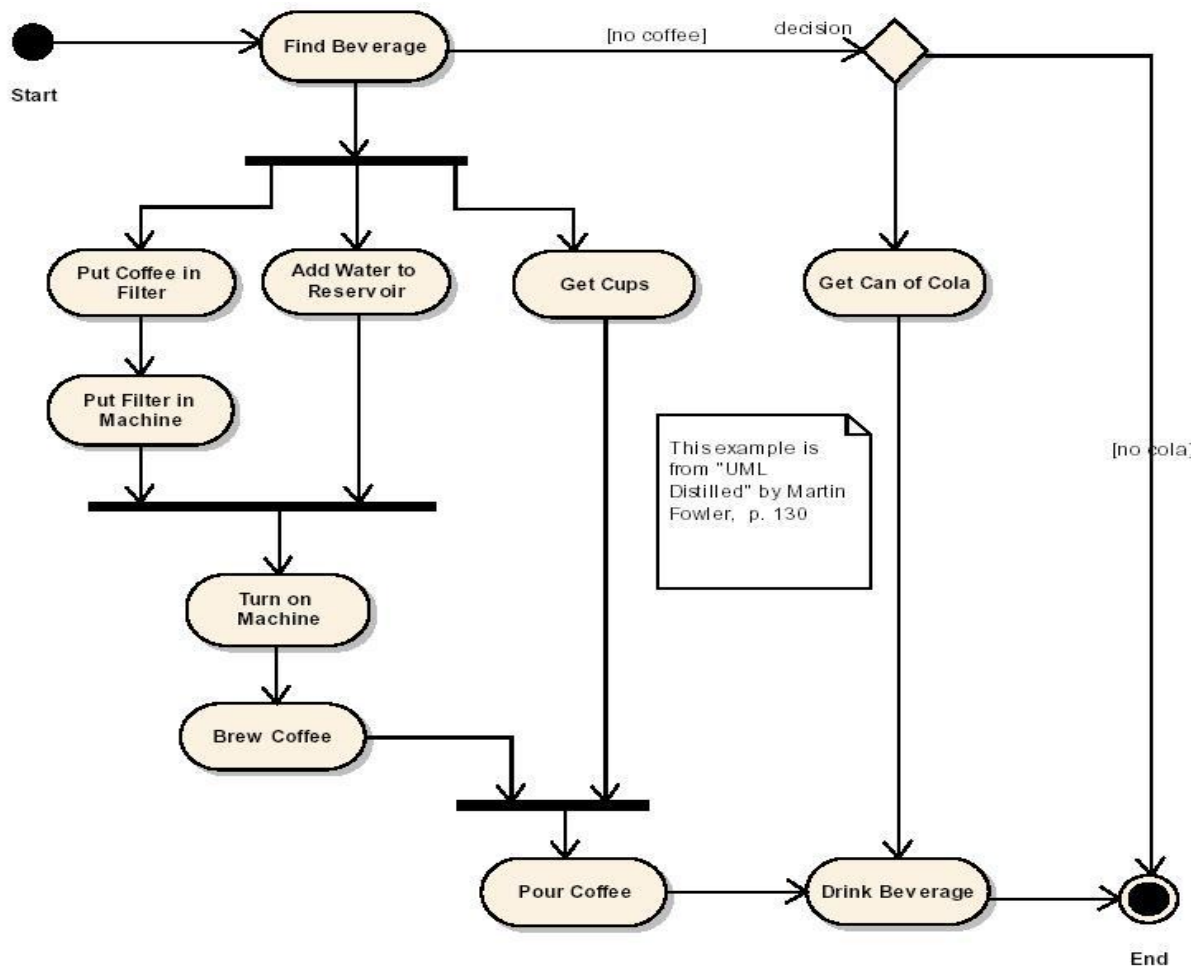 Find Beverage
[no coffee]
decision
Start
Put Coffee in
Filter
Add Water to
Reservoir
Get Cups
Get Can of Cola
Put Filter in
Machine
This example is
from "UML
Distilled" by Martin
Fowler, p. 130
[no cola]
Turn on
Machine
Brew Coffee
Pour Coffee
Drink Beverage
End